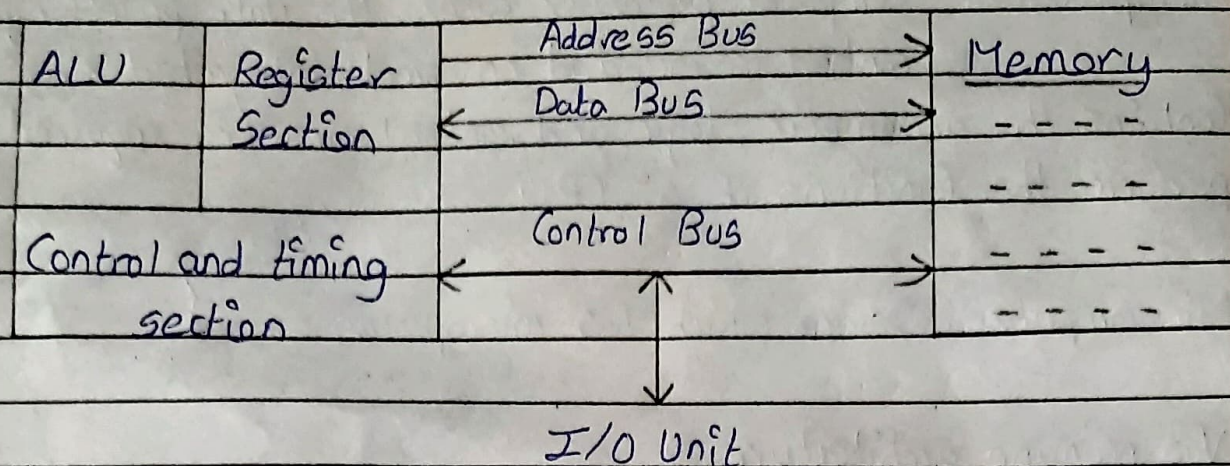 Address Bus
ALU Register Memory
Section
Data Bus
Control Bus
Control and timing
section
I/O Unit